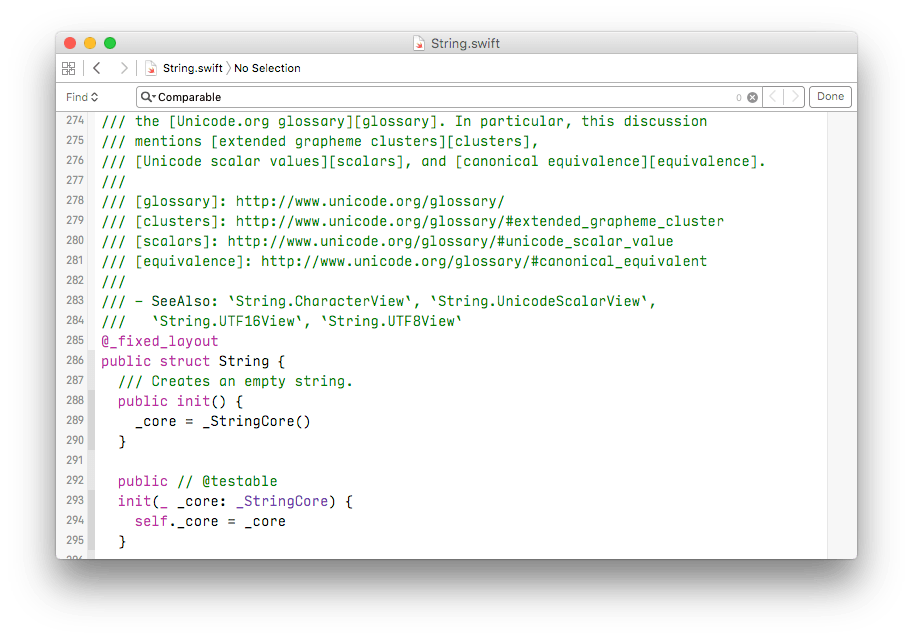 String.swift
String.swift No Selection
Find Comparable 0 Done
274 /// the [Unicode.org glossary][glossary]. In particular, this discussion
275 /// mentions [extended grapheme clusters][clusters],
276 /// [Unicode scalar values][scalars], and [canonical equivalence][equivalence].
277 ///
278 /// [glossary]: http://www.unicode.org/glossary/
279 /// [clusters]: http://www.unicode.org/glossary/#extended_grapheme_cluster
280 /// [scalars]: http://www.unicode.org/glossary/#unicode_scalar_value
281 /// [equivalence]: http://www.unicode.org/glossary/#canonical_equivalent
282 ///
283 /// - SeeAlso: `String.CharacterView`, `String.UnicodeScalarView`,
284 ///   `String.UTF16View`, `String.UTF8View`
285 @_fixed_layout
286 public struct String {
287   /// Creates an empty string.
288   public init() {
289     _core = _StringCore()
290   }
291
292   public // @testable
293   init(_ _core: _StringCore) {
294     self._core = _core
295   }